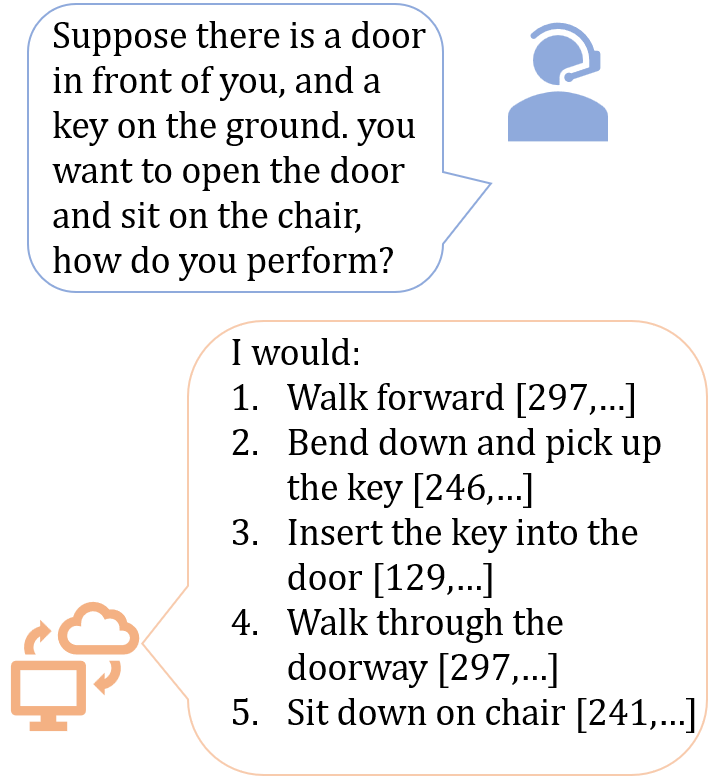 Suppose there is a door
in front of you, and a
key on the ground. you
want to open the door
and sit on the chair,
how do you perform?
I would:
1. Walk forward [297,...]
2. Bend down and pick up
the key [246,...]
3. Insert the key into the
door [129,...]
4. Walk through the
doorway [297,...]
5. Sit down on chair [241,...]